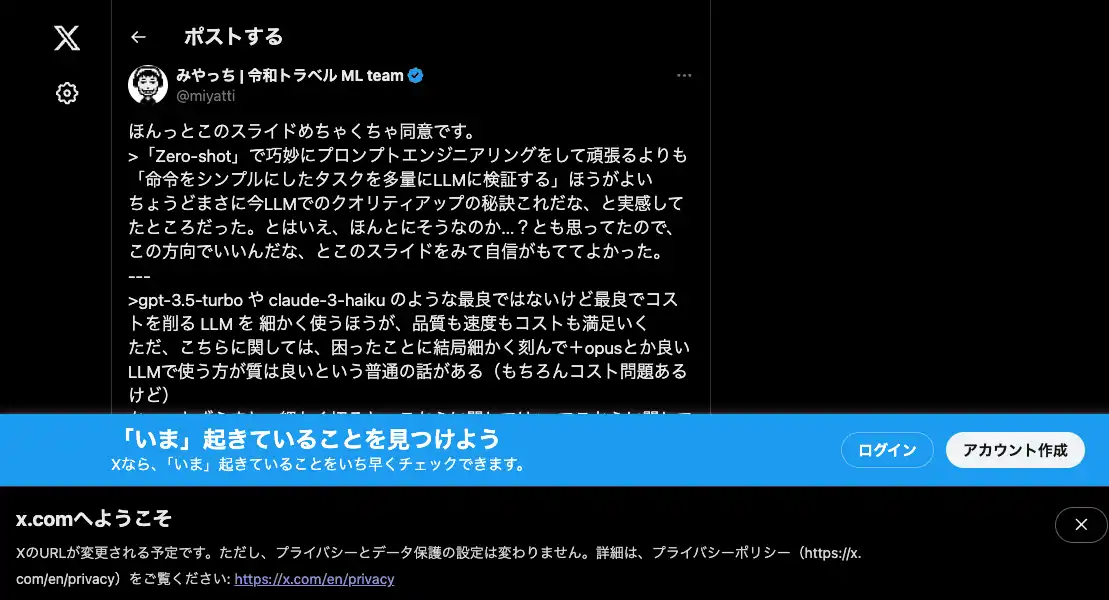 ポストする
みやっち | 令和トラベル ML team
@miyatti
ほんっとこのスライドめちゃくちゃ同意です。
>「Zero-shot」で巧妙にプロンプトエンジニアリングをして頑張るよりも
「命令をシンプルにしたタスクを多量にLLMに検証する」ほうがよい
ちょうどまさに今LLMでのクオリティアップの秘訣これだな、と実感して
たところだった。とはいえ、ほんとにそうなのか...？とも思ってたので、
この方向でいいんだな、とこのスライドをみて自信がもててよかった。
---
>gpt-3.5-turbo や claude-3-haiku のような最良ではないけど最良でコス
トを削る LLM を 細かく使うほうが、品質も速度もコストも満足いく
ただ、こちらに関しては、困ったことに結局細かく刻んで＋opusとか良い
LLMで使う方が質は良いという普通の話がある（もちろんコスト問題ある
けど）
「いま」起きていることを見つけよう
Xなら、「いま」起きていることをいち早くチェックできます。
ログイン
アカウント作成
x.comへようこそ
XのURLが変更される予定です。ただし、プライバシーとデータ保護の設定は変わりません。詳細は、プライバシーポリシー（https://x.
com/en/privacy）をご覧ください: https://x.com/en/privacy